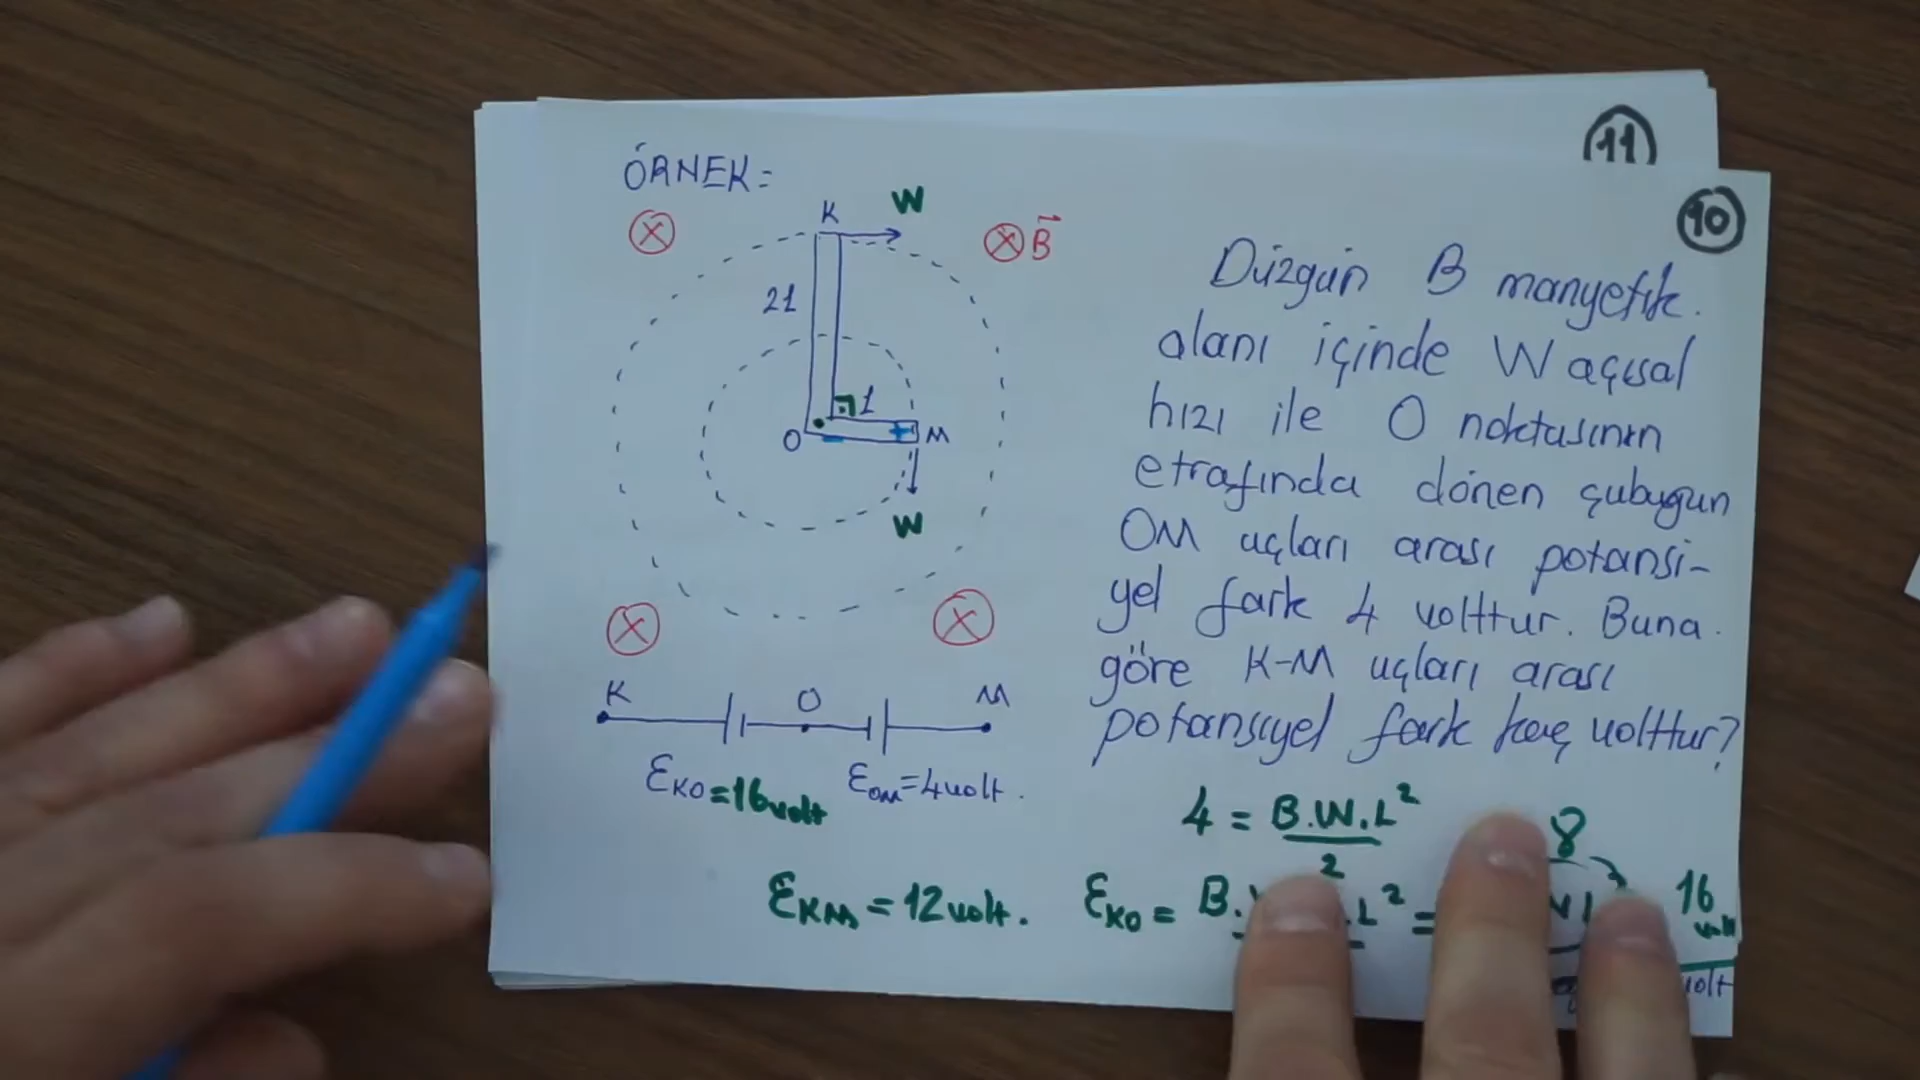 11
10
ÖRNEK=
K
W
B
2l
l
O
M
W
Düzgün B manyetik
alanı içinde W açısal
hızı ile O noktasının
etrafında dönen çubuğun
OM uçları arası potansi-
yel fark 4 volttur. Buna
göre K-M uçları arası
potansiyel fark kaç volttur?
K O M
εKO=16volt εOM=4volt.
4 = B.W.L²
2
8
εKM = 12volt.
εKO = B. .L² =
16
volt
volt